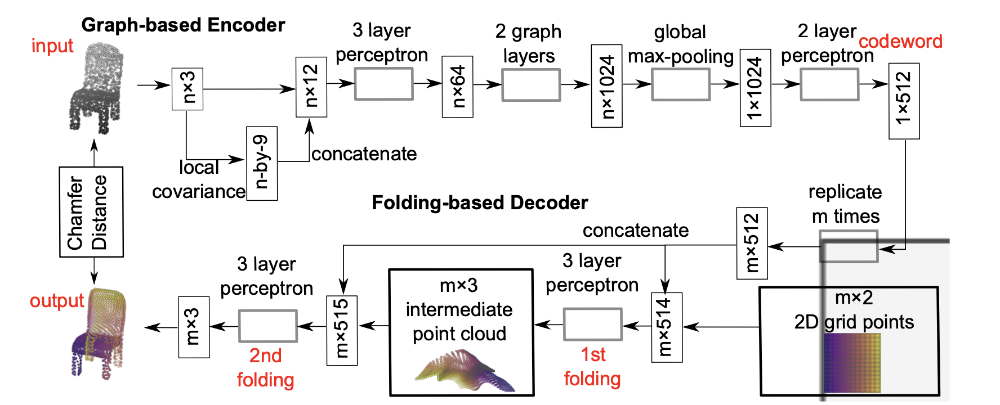 Graph-based Encoder
input
n×3
local
covariance
n-by-9
concatenate
n×12
3 layer
perceptron
n×64
2 graph
layers
n×1024
global
max-pooling
1×1024
2 layer
perceptron
codeword
1×512
replicate
m times
m×512
Folding-based Decoder
concatenate
m×2
2D grid points
m×514
3 layer
perceptron
1st
folding
m×3
intermediate
point cloud
m×515
3 layer
perceptron
2nd
folding
m×3
output
Chamfer
Distance